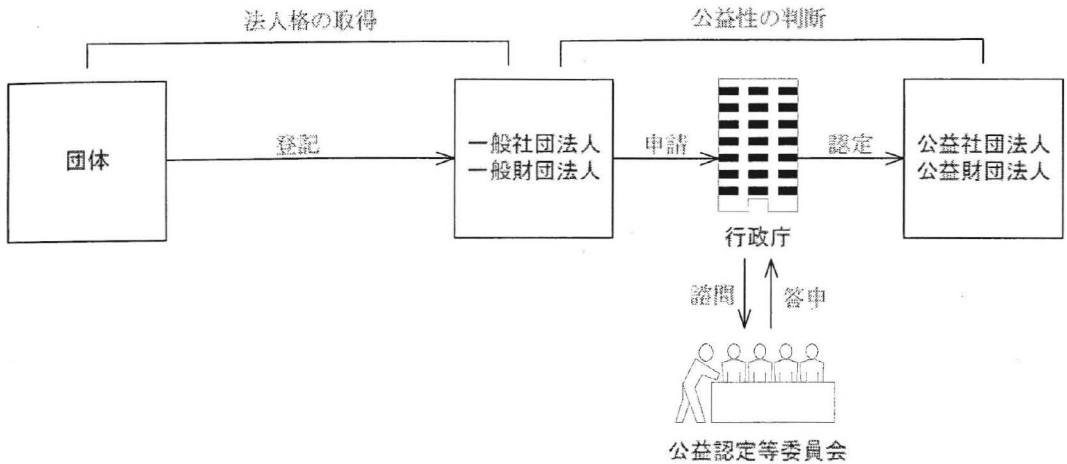 法人格の取得
公益性の判断
団体
登記
一般社団法人
一般財団法人
申請
認定
公益社団法人
公益財団法人
行政庁
諮問
答申
公益認定等委員会